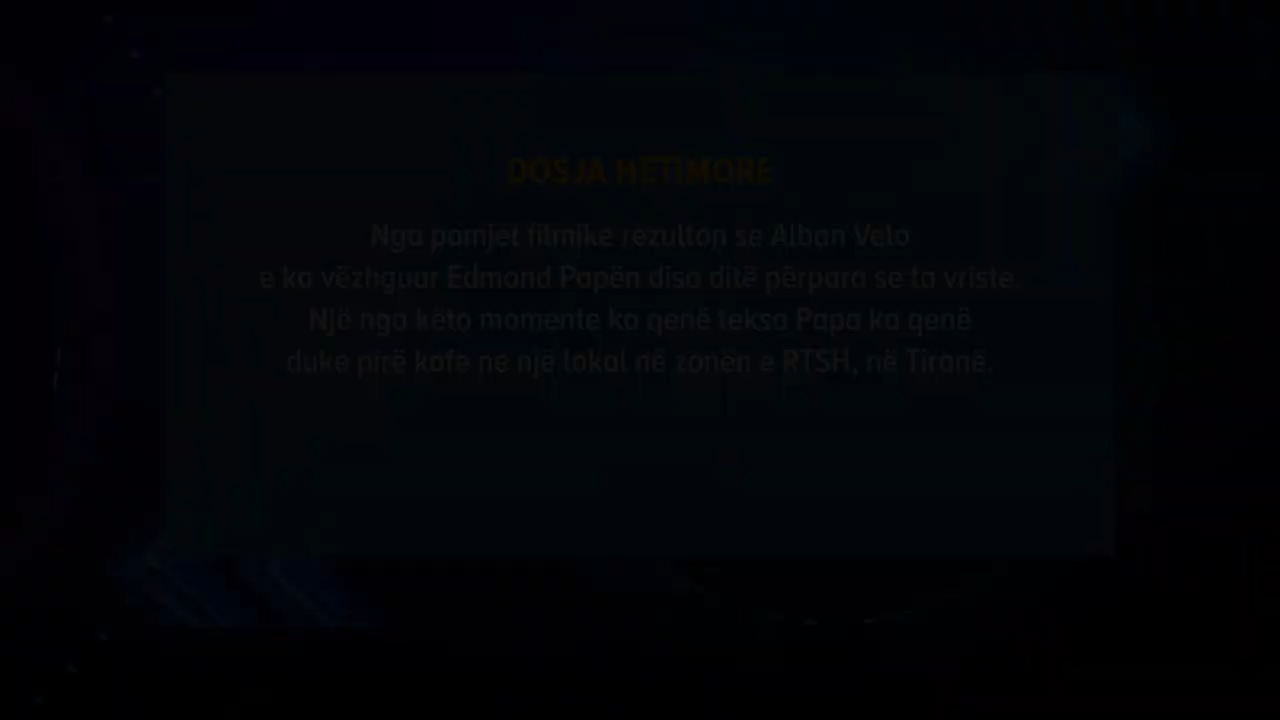 DOSJA HETIMORE
Nga pamjet filmike rezulton se Alban Velo
e ka vëzhguar Edmond Papën disa ditë përpara se ta vriste.
Një nga këto momente ka qenë teksa Papa ka qenë
duke pirë kafe ne një lokal në zonën e RTSH, në Tiranë.